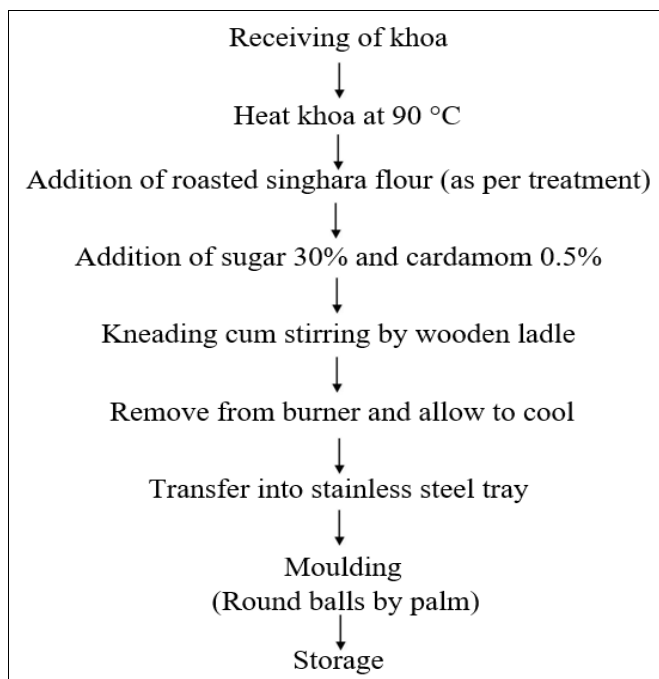 Receiving of khoa
Heat khoa at 90 °C
Addition of roasted singhara flour (as per treatment)
Addition of sugar 30% and cardamom 0.5%
Kneading cum stirring by wooden ladle
Remove from burner and allow to cool
Transfer into stainless steel tray
Moulding
(Round balls by palm)
Storage